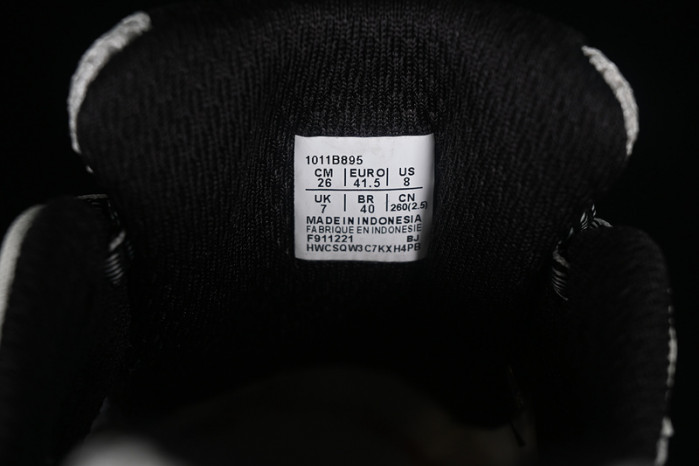 1011B895
CM | EURO | US
26 | 41.5 | 8
UK | BR | CN
7 | 40 | 260(2.5)
MADE IN INDONESIA
FABRIQUE EN INDONESIE
F911221 BJ
HWCSQW3C7KXH4PB